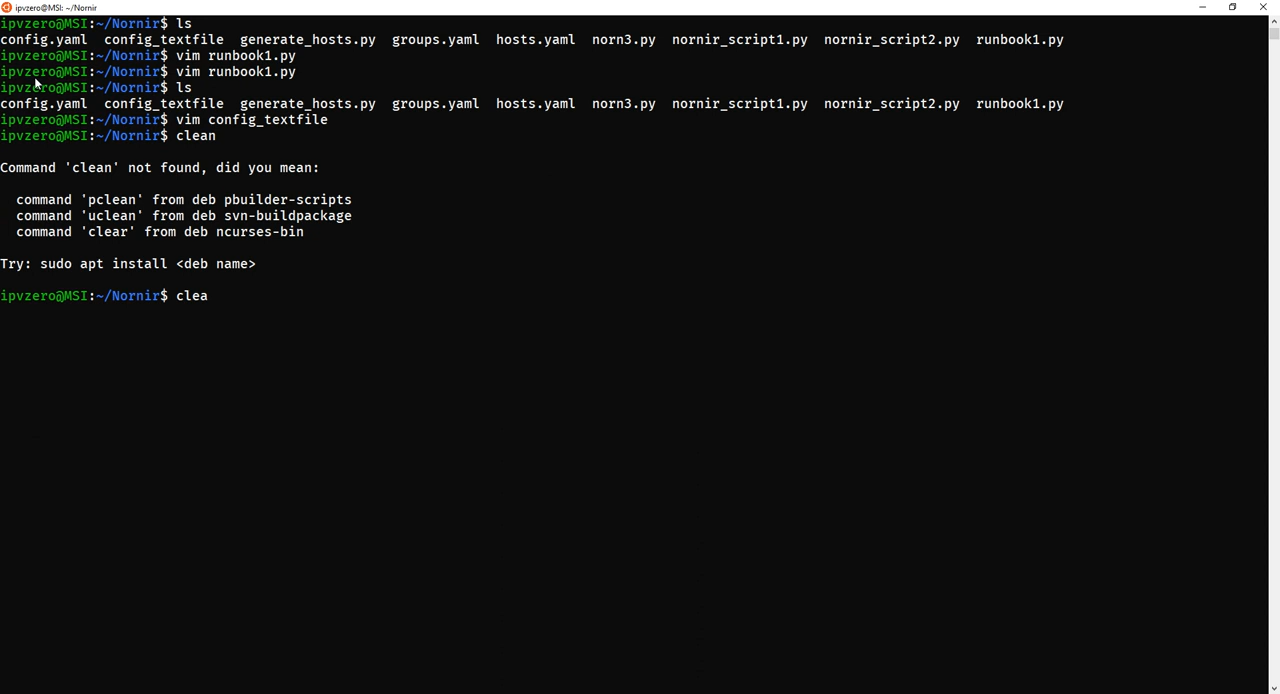 ipvzero@MSI: ~/Nornir
ipvzero@MSI:~/Nornir$ ls
config.yaml  config_textfile  generate_hosts.py  groups.yaml  hosts.yaml  norn3.py  nornir_script1.py  nornir_script2.py  runbook1.py
ipvzero@MSI:~/Nornir$ vim runbook1.py
ipvzero@MSI:~/Nornir$ vim runbook1.py
ipvzero@MSI:~/Nornir$ ls
config.yaml  config_textfile  generate_hosts.py  groups.yaml  hosts.yaml  norn3.py  nornir_script1.py  nornir_script2.py  runbook1.py
ipvzero@MSI:~/Nornir$ vim config_textfile
ipvzero@MSI:~/Nornir$ clean
Command 'clean' not found, did you mean:
command 'pclean' from deb pbuilder-scripts
command 'uclean' from deb svn-buildpackage
command 'clear' from deb ncurses-bin
Try: sudo apt install <deb name>
ipvzero@MSI:~/Nornir$ clea